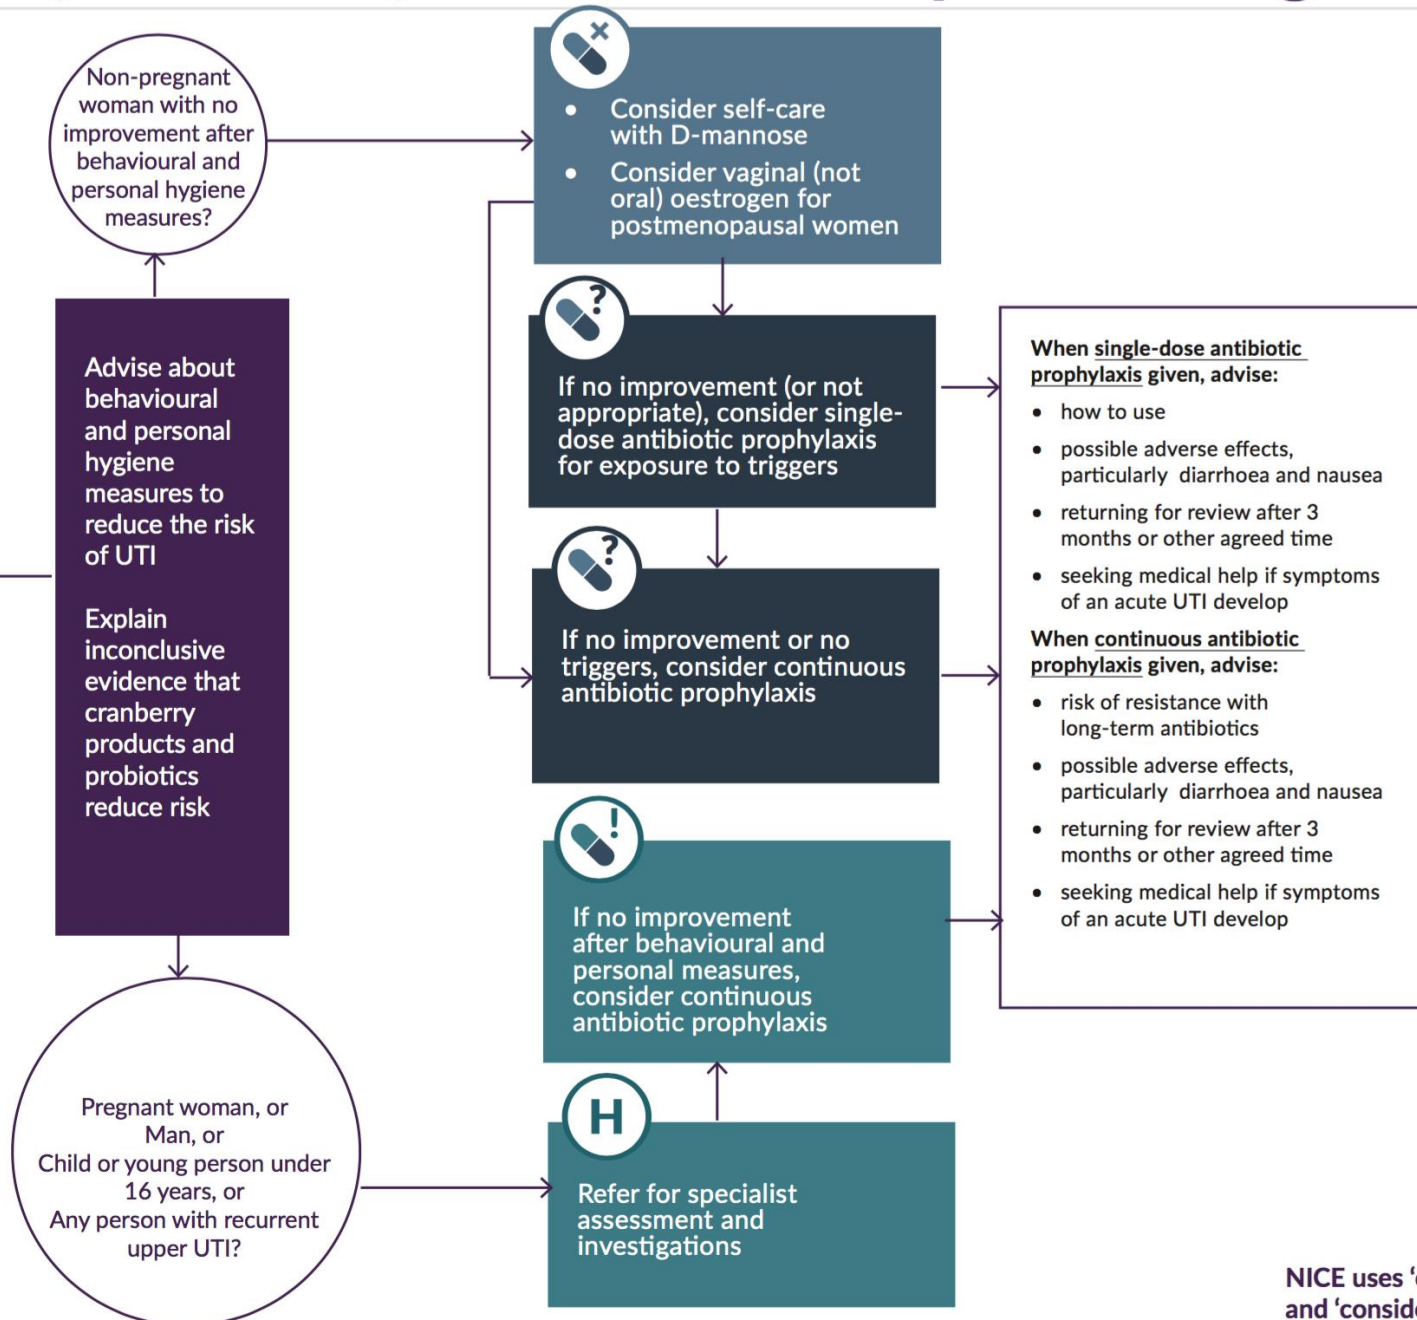 Non-pregnant
woman with no
improvement after
behavioural and
personal hygiene
measures?
Advise about
behavioural
and personal
hygiene
measures to
reduce the risk
of UTI
Explain
inconclusive
evidence that
cranberry
products and
probiotics
reduce risk
Pregnant woman, or
Man, or
Child or young person under
16 years, or
Any person with recurrent
upper UTI?
• Consider self-care
with D-mannose
• Consider vaginal (not
oral) oestrogen for
postmenopausal women
?
If no improvement (or not
appropriate), consider single-
dose antibiotic prophylaxis
for exposure to triggers
?
If no improvement or no
triggers, consider continuous
antibiotic prophylaxis
!
If no improvement
after behavioural and
personal measures,
consider continuous
antibiotic prophylaxis
H
Refer for specialist
assessment and
investigations
When single-dose antibiotic
prophylaxis given, advise:
• how to use
• possible adverse effects,
particularly diarrhoea and nausea
• returning for review after 3
months or other agreed time
• seeking medical help if symptoms
of an acute UTI develop
When continuous antibiotic
prophylaxis given, advise:
• risk of resistance with
long-term antibiotics
• possible adverse effects,
particularly diarrhoea and nausea
• returning for review after 3
months or other agreed time
• seeking medical help if symptoms
of an acute UTI develop
NICE uses ‘
and ‘consid